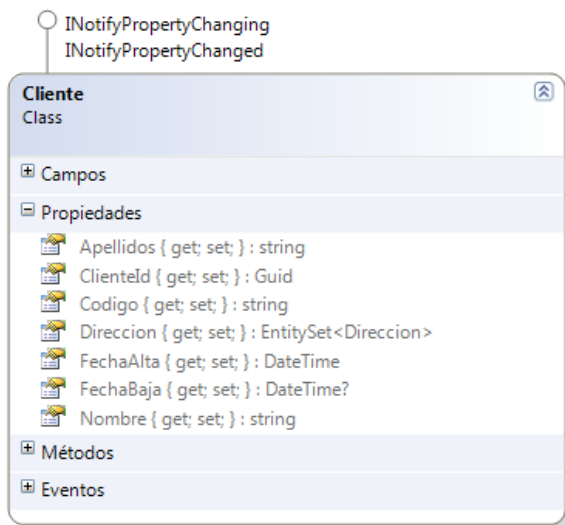 INotifyPropertyChanging
INotifyPropertyChanged
Cliente
Class
Campos
Propiedades
Apellidos { get; set; } : string
ClienteId { get; set; } : Guid
Codigo { get; set; } : string
Direccion { get; set; } : EntitySet<Direccion>
FechaAlta { get; set; } : DateTime
FechaBaja { get; set; } : DateTime?
Nombre { get; set; } : string
Métodos
Eventos